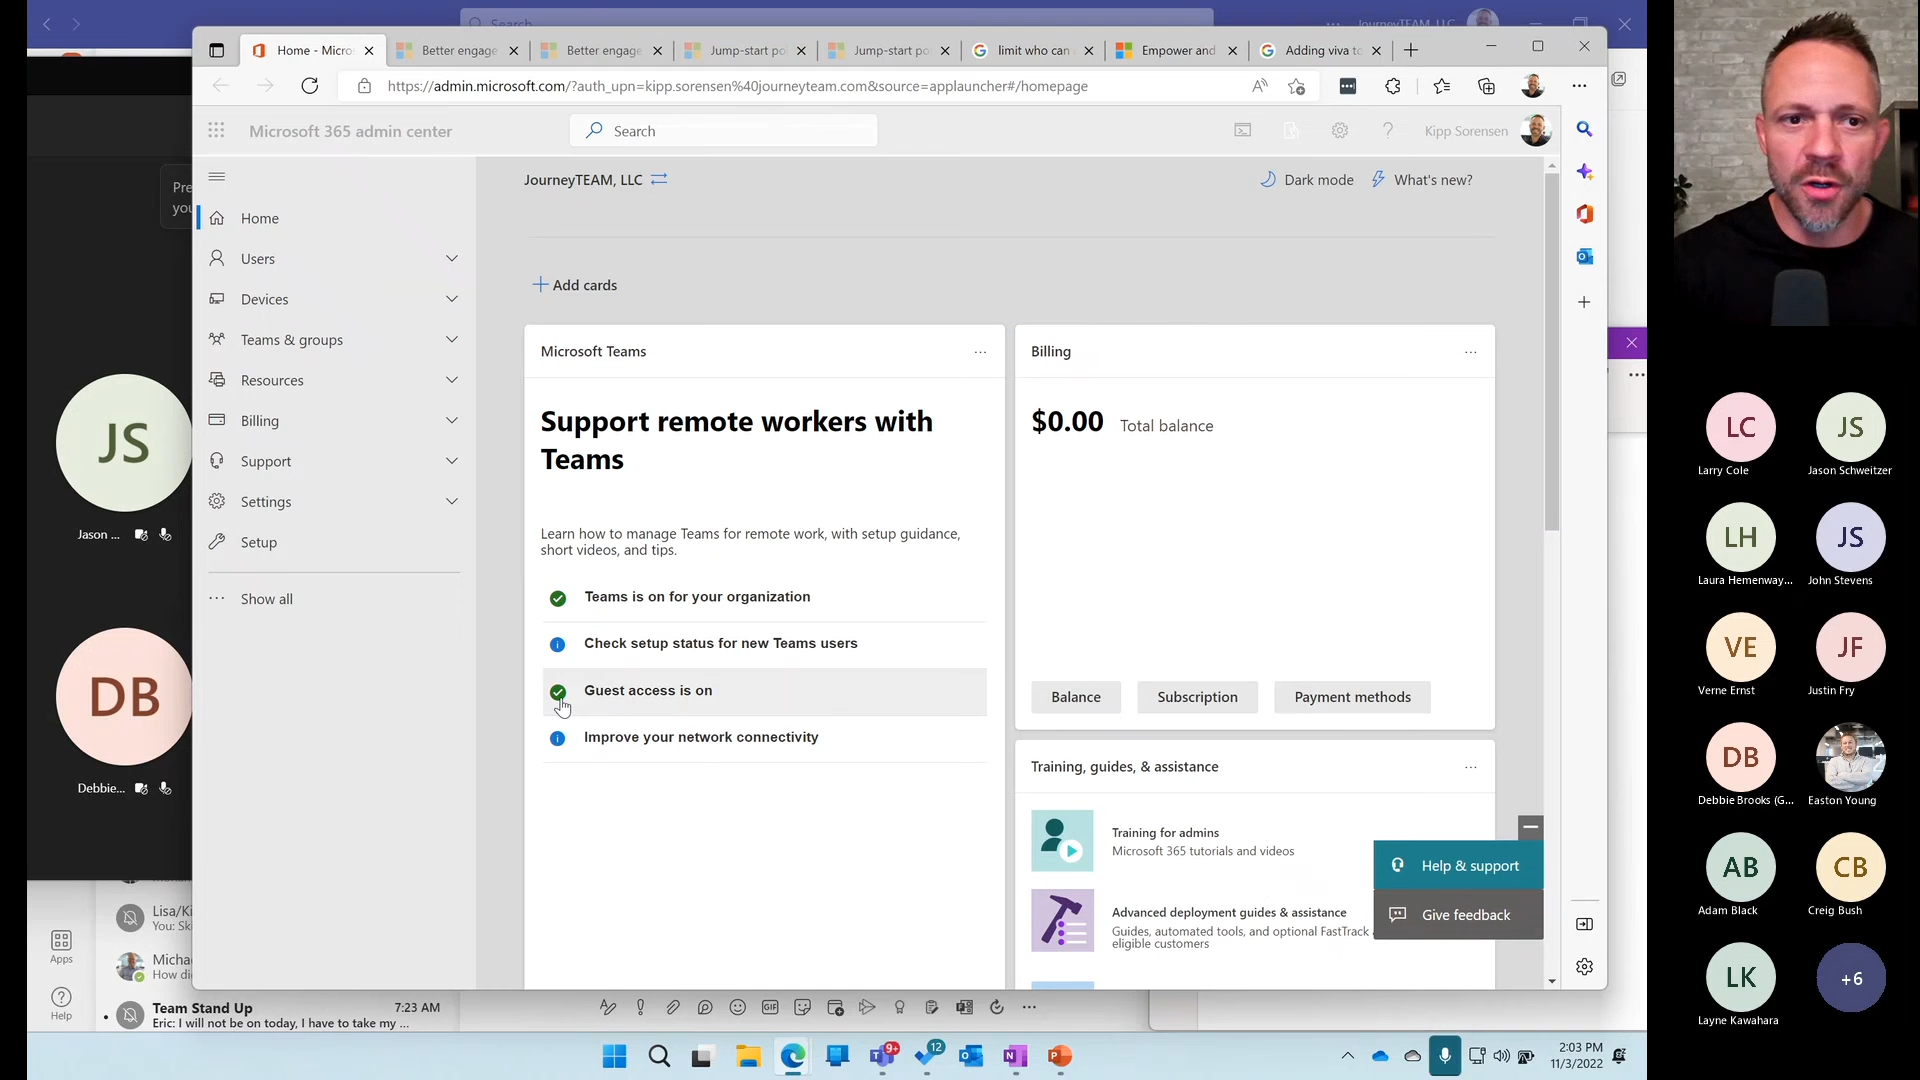 Search
JourneyTEAM, LLC
Home - Micros
Better engage
Better engage
Jump-start po
Jump-start po
limit who can
Empower and
Adding viva to
https://admin.microsoft.com/?auth_upn=kipp.sorensen%40journeyteam.com&source=applauncher#/homepage
Microsoft 365 admin center
Search
Kipp Sorensen
Pre
you
JourneyTEAM, LLC
Dark mode
What's new?
Home
Users
Devices
Teams & groups
Resources
Billing
Support
Settings
Setup
Show all
Add cards
Microsoft Teams
Support remote workers with
Teams
Learn how to manage Teams for remote work, with setup guidance,
short videos, and tips.
Teams is on for your organization
Check setup status for new Teams users
Guest access is on
Improve your network connectivity
Billing
$0.00 Total balance
Balance
Subscription
Payment methods
Training, guides, & assistance
Training for admins
Microsoft 365 tutorials and videos
Advanced deployment guides & assistance
Guides, automated tools, and optional FastTrack
eligible customers
Help & support
Give feedback
JS
Jason ...
DB
Debbie...
Apps
Help
Lisa/Ki
You: Ski
Micha
How di
Team Stand Up 7:23 AM
Eric: I will not be on today, I have to take my ...
GIF
9+
12
2:03 PM
11/3/2022
LC
Larry Cole
JS
Jason Schweitzer
LH
Laura Hemenway...
JS
John Stevens
VE
Verne Ernst
JF
Justin Fry
DB
Debbie Brooks (G...
Easton Young
AB
Adam Black
CB
Creig Bush
LK
Layne Kawahara
+6